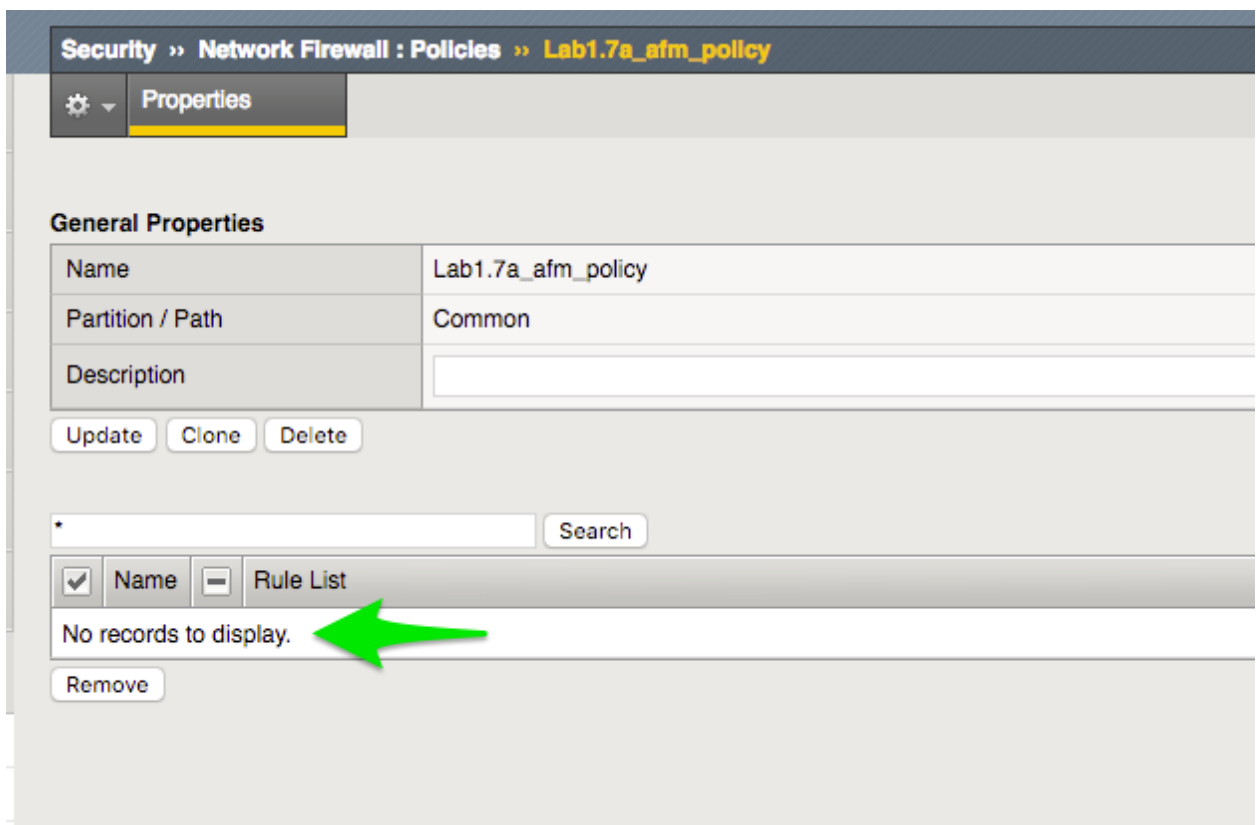 Security ›› Network Firewall : Policies ›› Lab1.7a_afm_policy
Properties
General Properties
Name Lab1.7a_afm_policy
Partition / Path Common
Description
Update Clone Delete
* Search
Name Rule List
No records to display.
Remove